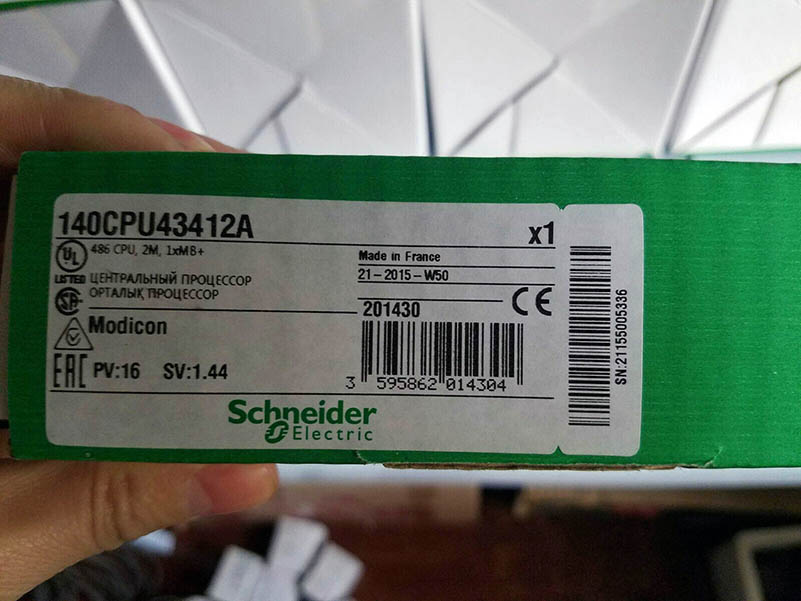 140CPU43412A
x1
UL
LISTED
486 CPU, 2M, 1xMB+
ЦЕНТРАЛЬНЫЙ ПРОЦЕССОР
ОРТАЛЫҚ ПРОЦЕССОР
Made in France
21-2015-W50
201430
CE
Modicon
EAC PV:16 SV:1.44
3 595862 014304
Schneider
Electric
SN:21155005336